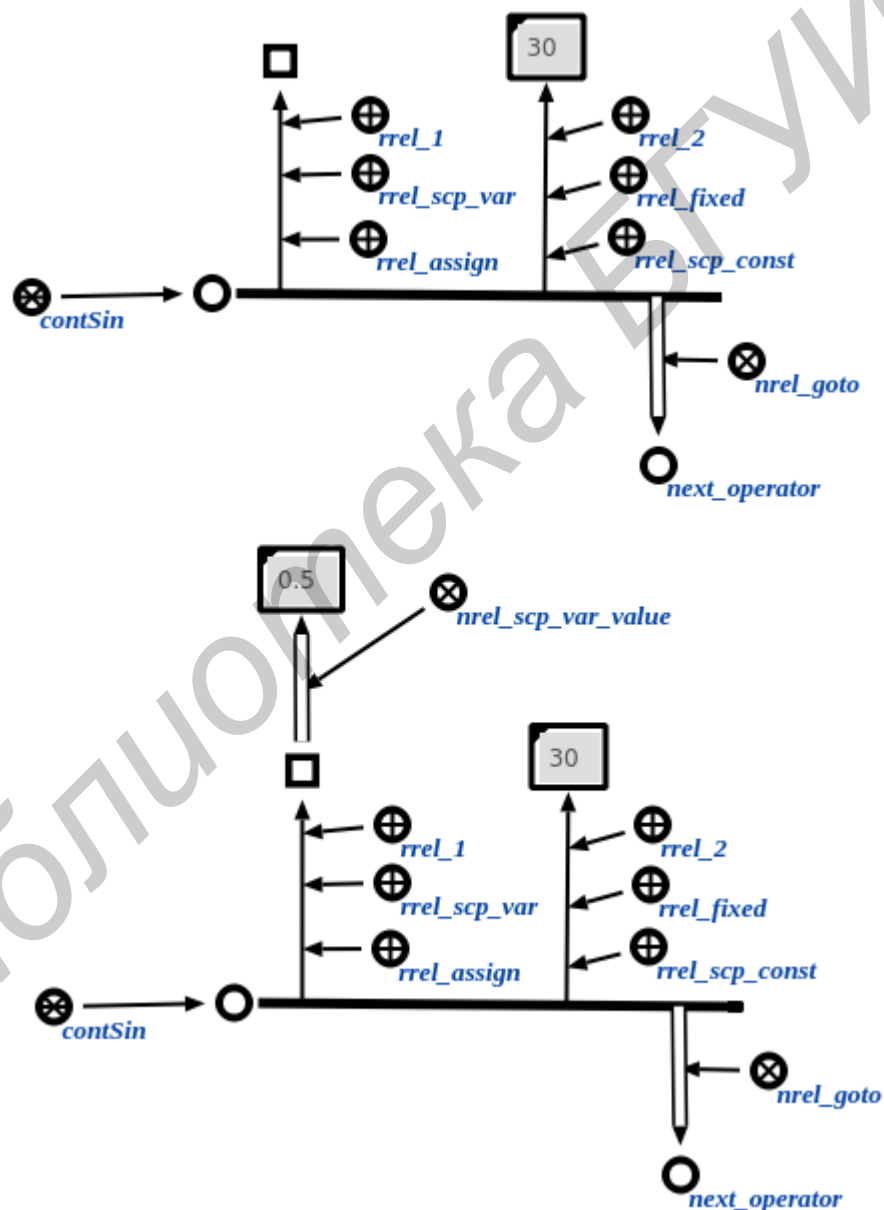 30
rrel_1
rrel_2
rrel_scp_var
rrel_fixed
rrel_assign
rrel_scp_const
contSin
nrel_goto
next_operator
0.5
nrel_scp_var_value
30
rrel_1
rrel_2
rrel_scp_var
rrel_fixed
rrel_assign
rrel_scp_const
contSin
nrel_goto
next_operator
блиотека БГУИ